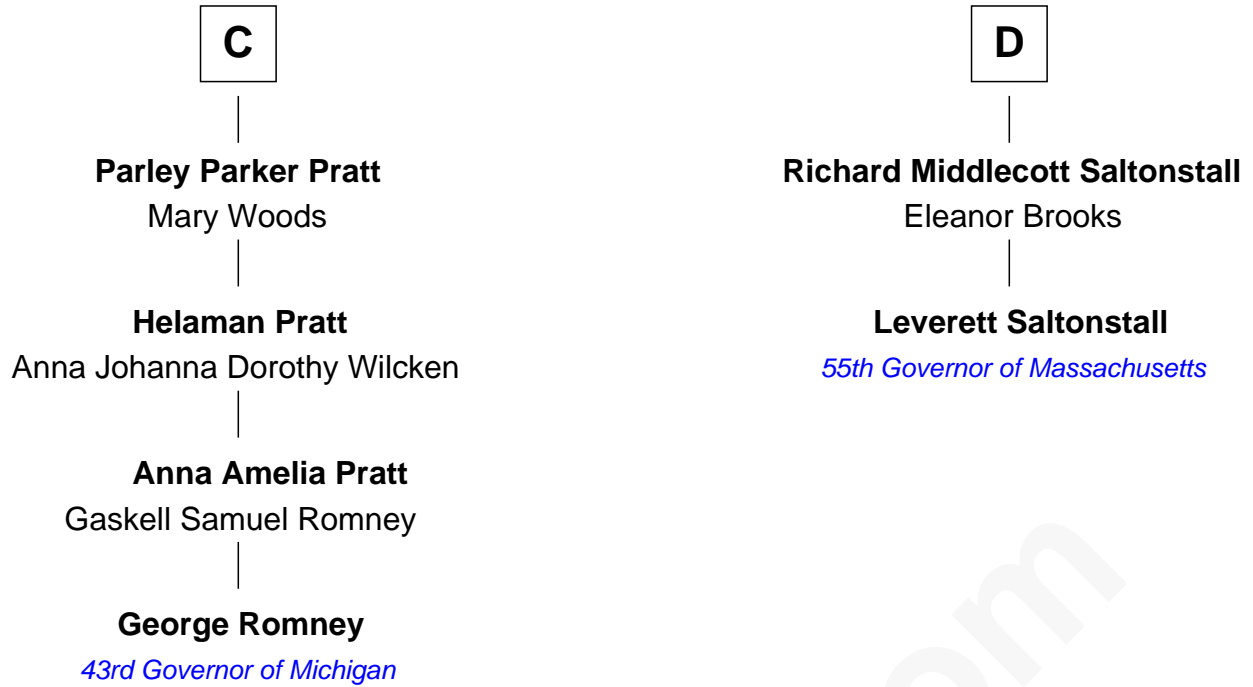 C
Parley Parker Pratt
Mary Woods
Helaman Pratt
Anna Johanna Dorothy Wilcken
Anna Amelia Pratt
Gaskell Samuel Romney
George Romney
43rd Governor of Michigan
D
Richard Middlecott Saltonstall
Eleanor Brooks
Leverett Saltonstall
55th Governor of Massachusetts
om